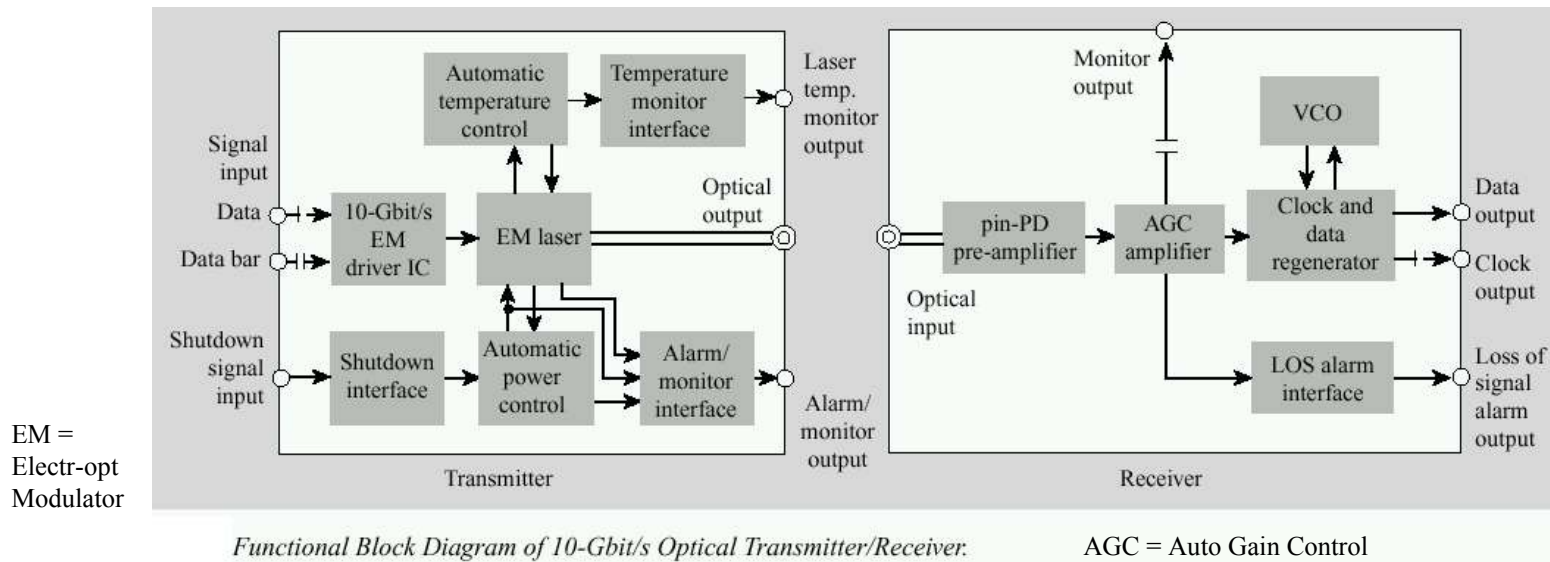 Automatic
temperature
control
Temperature
monitor
interface
Laser
temp.
monitor
output
Signal
input
Data
Data bar
10-Gbit/s
EM
driver IC
EM laser
Optical
output
Shutdown
signal
input
Shutdown
interface
Automatic
power
control
Alarm/
monitor
interface
Alarm/
monitor
output
Transmitter
EM =
Electr-opt
Modulator
Monitor
output
VCO
Optical
input
pin-PD
pre-amplifier
AGC
amplifier
Clock and
data
regenerator
Data
output
Clock
output
LOS alarm
interface
Loss of
signal
alarm
output
Receiver
Functional Block Diagram of 10-Gbit/s Optical Transmitter/Receiver.
AGC = Auto Gain Control